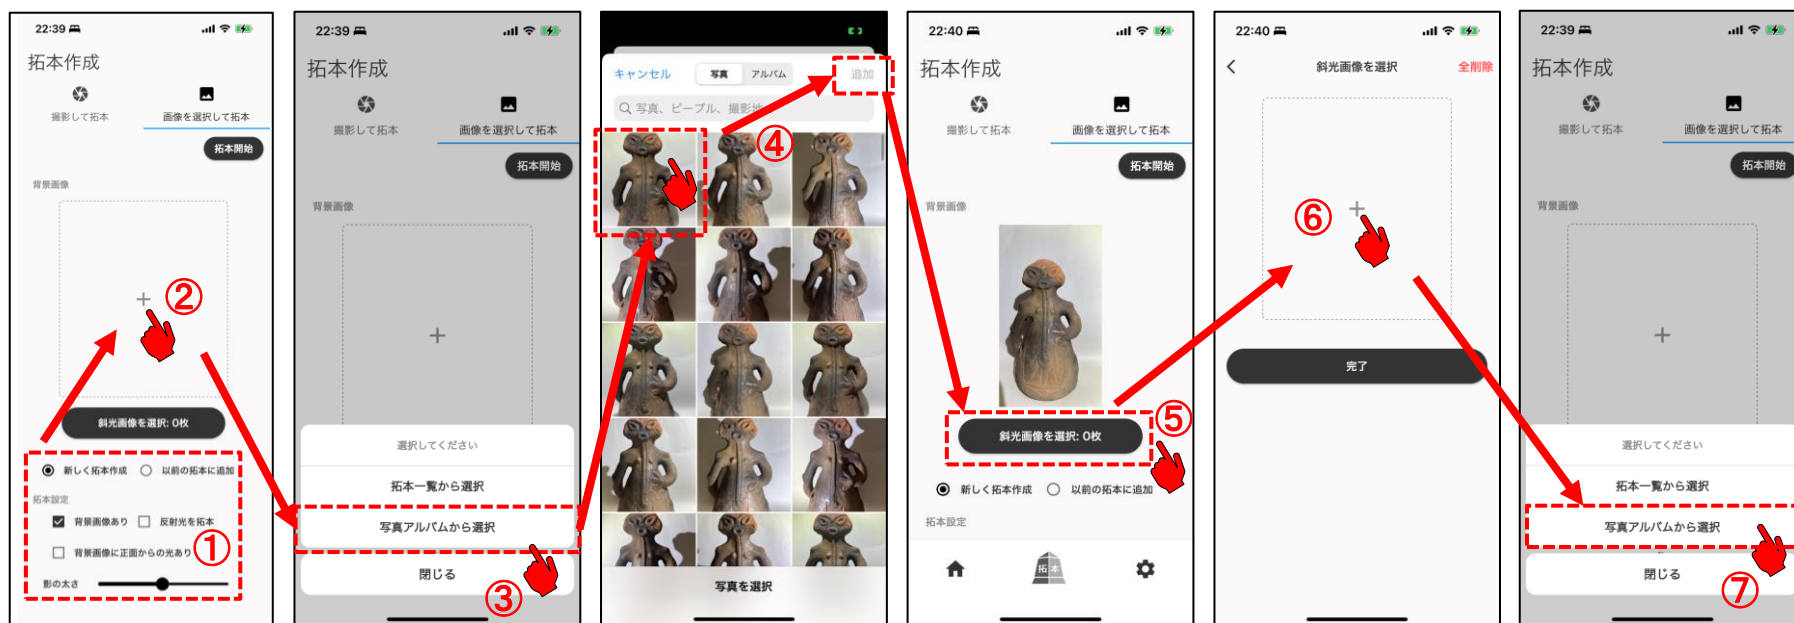 22:39
拓本作成
撮影して拓本
画像を選択して拓本
拓本開始
背景画像
②
斜光画像を選択: 0枚
新しく拓本作成
以前の拓本に追加
拓本設定
背景画像あり
反射光を拓本
背景画像に正面からの光あり
①
影の太さ
22:39
拓本作成
撮影して拓本
画像を選択して拓本
拓本開始
背景画像
選択してください
拓本一覧から選択
写真アルバムから選択
閉じる
③
キャンセル
写真
アルバム
追加
写真、ピープル、撮影地
④
写真を選択
22:40
拓本作成
撮影して拓本
画像を選択して拓本
拓本開始
背景画像
斜光画像を選択: 0枚
⑤
新しく拓本作成
以前の拓本に追加
拓本設定
拓本
22:40
斜光画像を選択
全削除
⑥
完了
22:39
拓本作成
撮影して拓本
画像を選択して拓本
拓本開始
背景画像
選択してください
拓本一覧から選択
写真アルバムから選択
閉じる
⑦